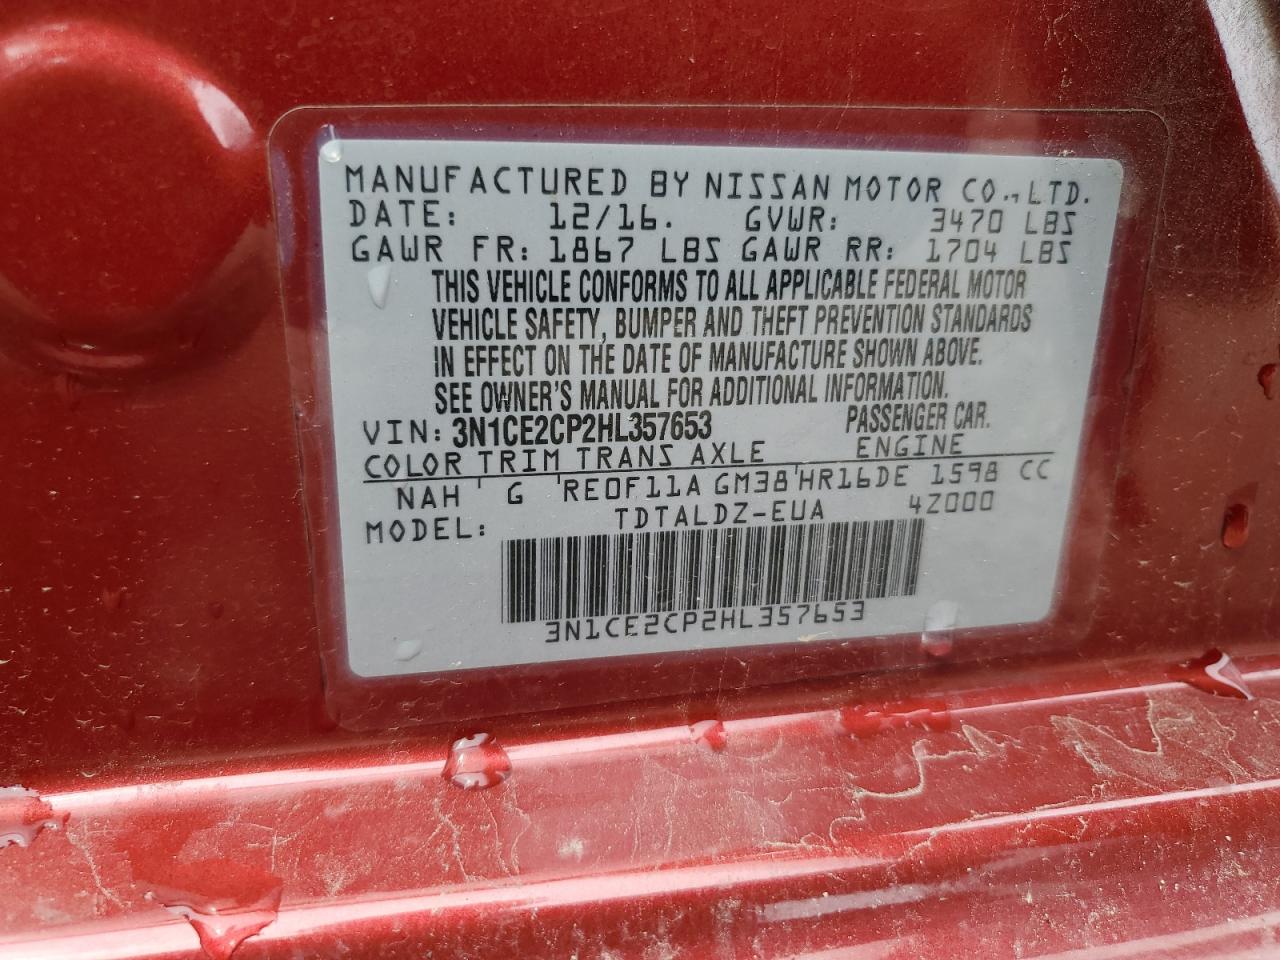 MANUFACTURED BY NISSAN MOTOR CO., LTD.
DATE: 12/16. GVWR: 3470 LBS
GAWR FR: 1867 LBS GAWR RR: 1704 LBS
THIS VEHICLE CONFORMS TO ALL APPLICABLE FEDERAL MOTOR
VEHICLE SAFETY, BUMPER AND THEFT PREVENTION STANDARDS
IN EFFECT ON THE DATE OF MANUFACTURE SHOWN ABOVE.
SEE OWNER'S MANUAL FOR ADDITIONAL INFORMATION.
VIN: 3N1CE2CP2HL357653 PASSENGER CAR.
COLOR TRIM TRANS AXLE ENGINE
NAH G RE0F11A GM38 HR16DE 1598 CC
MODEL: TDTALDZ-EUA 4Z000
3N1CE2CP2HL357653